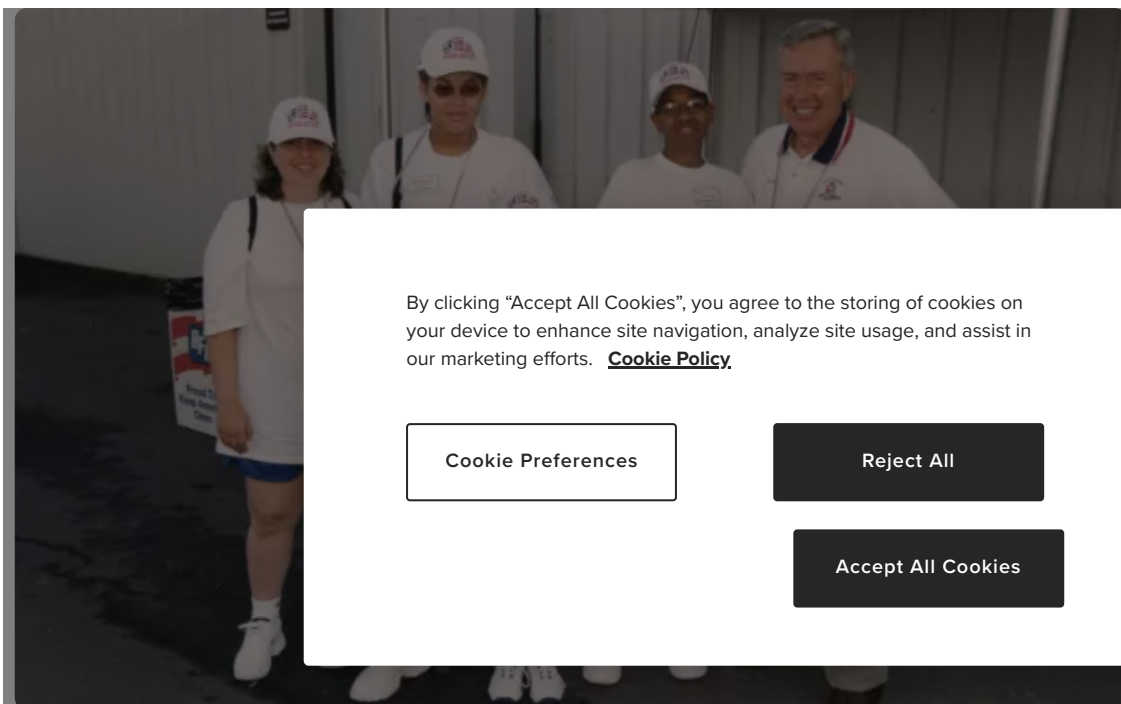 By clicking “Accept All Cookies”, you agree to the storing of cookies on
your device to enhance site navigation, analyze site usage, and assist in
our marketing efforts. Cookie Policy
Cookie Preferences
Reject All
Accept All Cookies